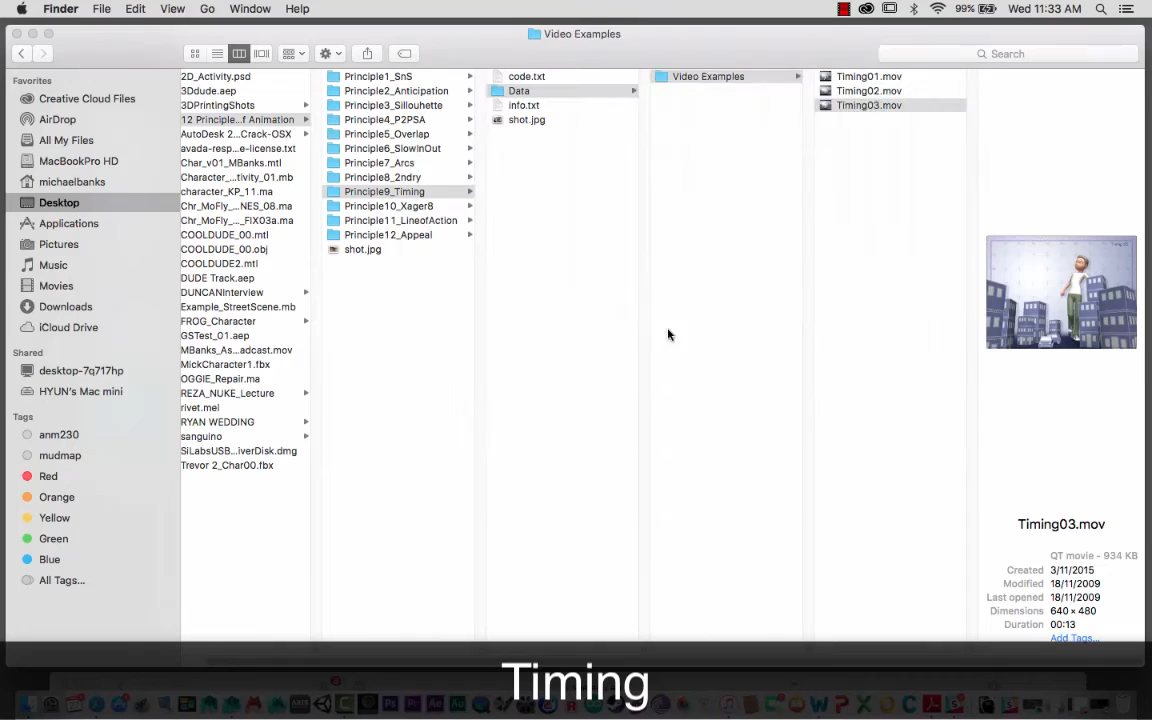 Finder File Edit View Go Window Help 99% Wed 11:33 AM
Video Examples
Search
Favorites
Creative Cloud Files
AirDrop
All My Files
MacBookPro HD
michaelbanks
Desktop
Applications
Pictures
Music
Movies
Downloads
iCloud Drive
Shared
desktop-7q717hp
HYUN's Mac mini
Tags
anm230
mudmap
Red
Orange
Yellow
Green
Blue
All Tags...
2D_Activity.psd
3Ddude.aep
3DPrintingShots
12 Principle...f Animation
AutoDesk 2...Crack-OSX
avada-resp...e-license.txt
Char_v01_MBanks.mtl
Character_...tivity_01.mb
character_KP_11.ma
Chr_MoFly_...NES_08.ma
Chr_MoFly_..._FIX03a.ma
COOLDUDE_00.mtl
COOLDUDE_00.obj
COOLDUDE2.mtl
DUDE Track.aep
DUNCANInterview
Example_StreetScene.mb
FROG_Character
GSTest_01.aep
MBanks_As...adcast.mov
MickCharacter1.fbx
OGGIE_Repair.ma
REZA_NUKE_Lecture
rivet.mel
RYAN WEDDING
sanguino
SiLabsUSB...iverDisk.dmg
Trevor 2_Char00.fbx
Principle1_SnS
Principle2_Anticipation
Principle3_Sillouhette
Principle4_P2PSA
Principle5_Overlap
Principle6_SlowInOut
Principle7_Arcs
Principle8_2ndry
Principle9_Timing
Principle10_Xager8
Principle11_LineofAction
Principle12_Appeal
shot.jpg
code.txt
Data
info.txt
shot.jpg
Video Examples
Timing01.mov
Timing02.mov
Timing03.mov
Timing03.mov
QT movie - 934 KB
Created 3/11/2015
Modified 18/11/2009
Last opened 18/11/2009
Dimensions 640 × 480
Duration 00:13
Add Tags...
Timing